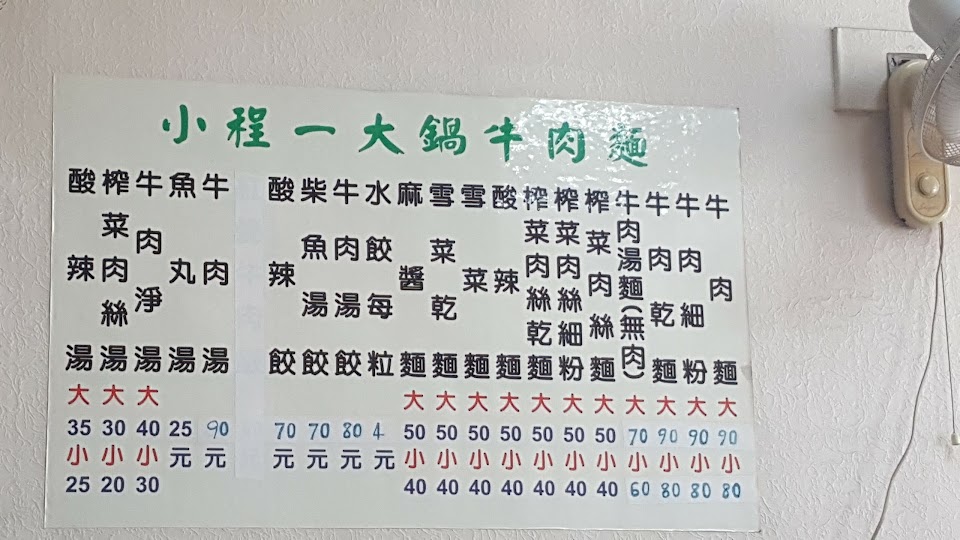 小程一大鍋牛肉麵
牛肉麵大90小80
牛肉細粉大90小80
牛肉乾麵大90小80
牛肉湯麵(無肉)大70小60
榨菜肉絲麵大50小40
榨菜肉絲細粉大50小40
榨菜肉絲乾麵大50小40
酸辣麵大50小40
雪菜麵大50小40
雪菜乾麵大50小40
麻醬麵大50小40
水餃每粒4元
牛肉湯餃80元
柴魚湯餃70元
酸辣餃70元
牛肉湯90元
魚丸湯25元
牛肉淨湯大40小30
榨菜肉絲湯大30小20
酸辣湯大35小25